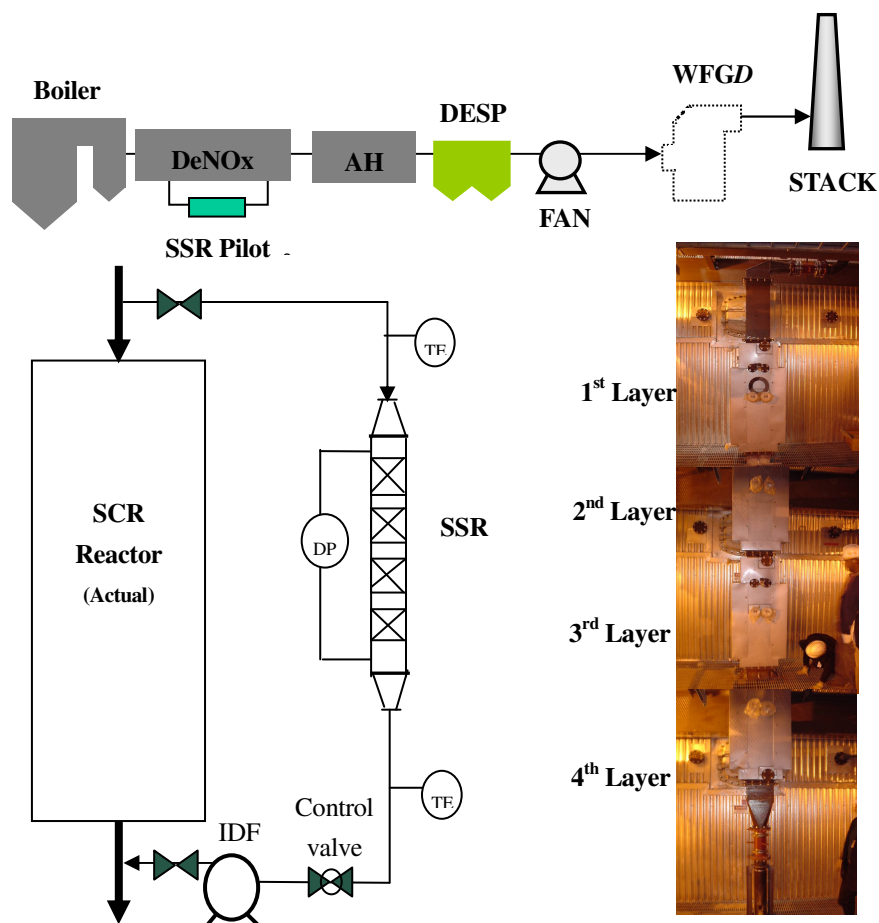 WFGD
Boiler
DESP
DeNOx
AH
STACK
FAN
SSR Pilot
TE
1st Layer
2nd Layer
SCR
Reactor
(Actual)
DP
SSR
3rd Layer
4th Layer
TE
Control
valve
IDF